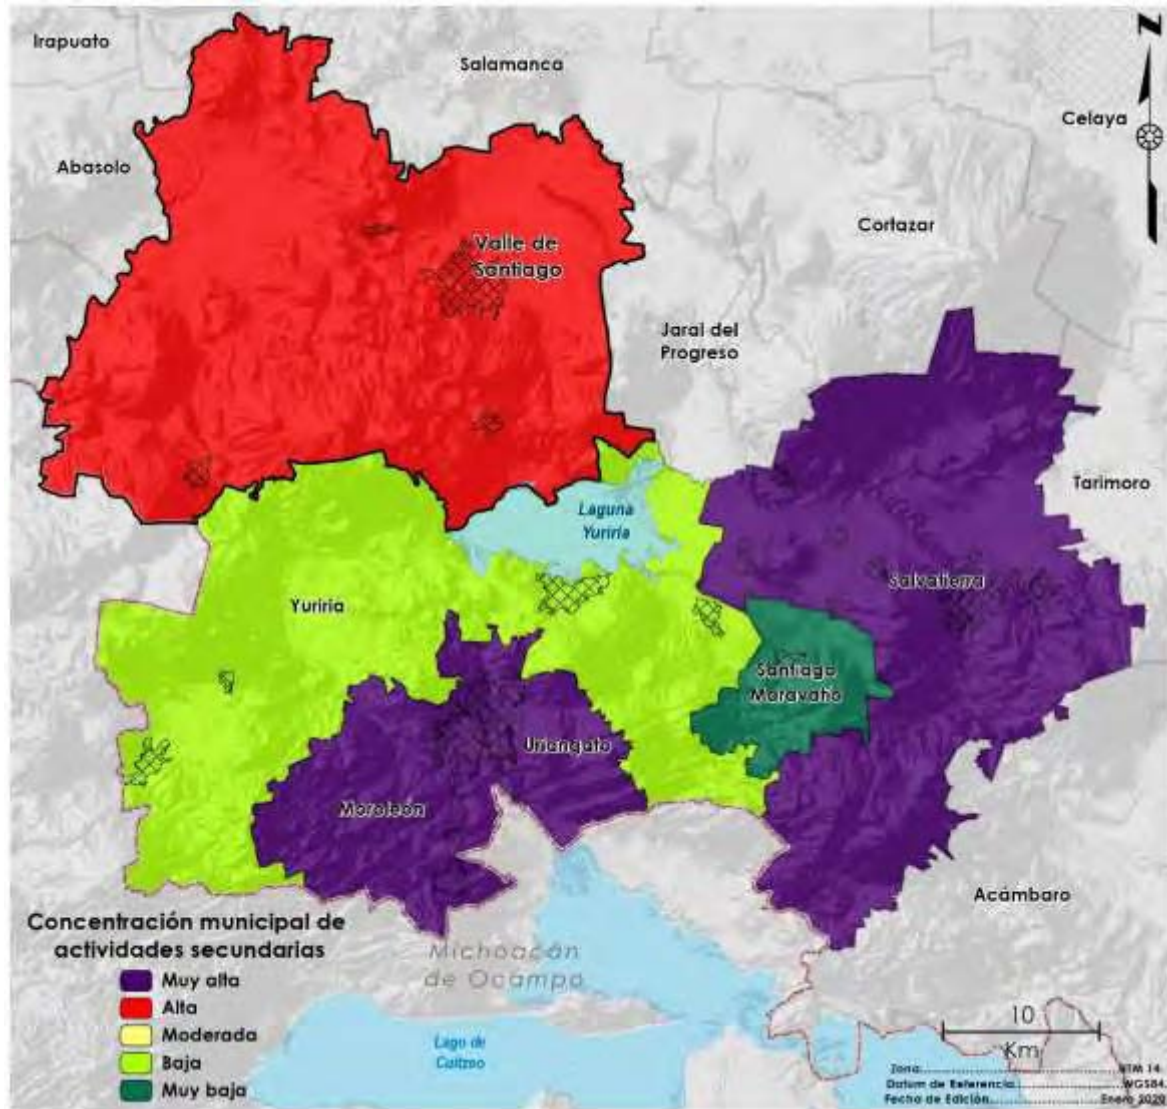 Irapuato
Salamanca
N
Celaya
Abasolo
Cortazar
Valle de
Santiago
Jaral del
Progreso
Tarimoro
Laguna
Yuriria
Salvatierra
Yuriria
Santiago
Maravatío
Uriangato
Moroleón
Acámbaro
Concentración municipal de
actividades secundarias
Muy alta
Alta
Moderada
Baja
Muy baja
Michoacán
de Ocampo
Lago de
Cuitzeo
10
Km
Zona:....................UTM 14
Datum de Referencia:..............WGS84
Fecha de Edición:..............Enero 2020